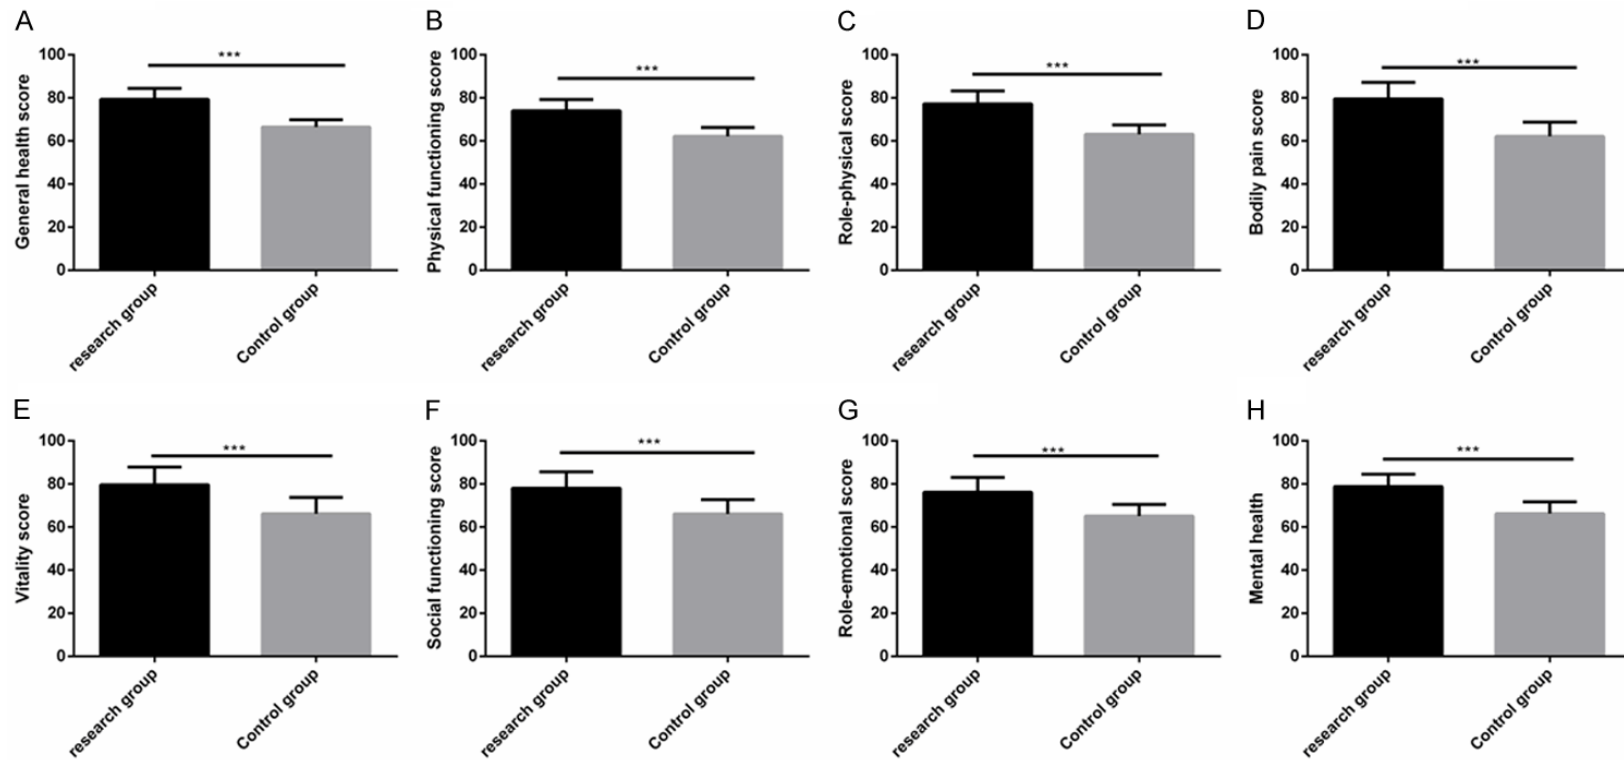 A
General health score
100
80
60
40
20
0
***
research group
Control group
B
Physical functioning score
100
80
60
40
20
0
***
research group
Control group
C
Role-physical score
100
80
60
40
20
0
***
research group
Control group
D
Bodily pain score
100
80
60
40
20
0
***
research group
Control group
E
Vitality score
100
80
60
40
20
0
***
research group
Control group
F
Social functioning score
100
80
60
40
20
0
***
research group
Control group
G
Role-emotional score
100
80
60
40
20
0
***
research group
Control group
H
Mental health
100
80
60
40
20
0
***
research group
Control group